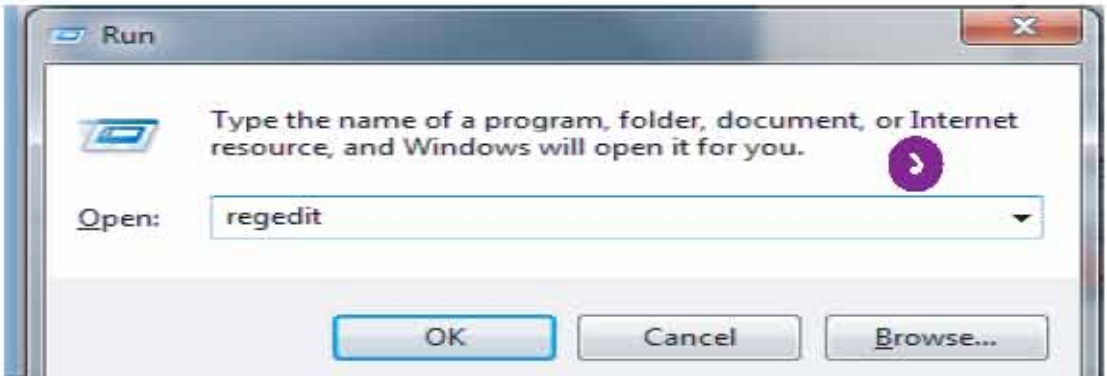 Run
Type the name of a program, folder, document, or Internet
resource, and Windows will open it for you.
Open: regedit
OK Cancel Browse...